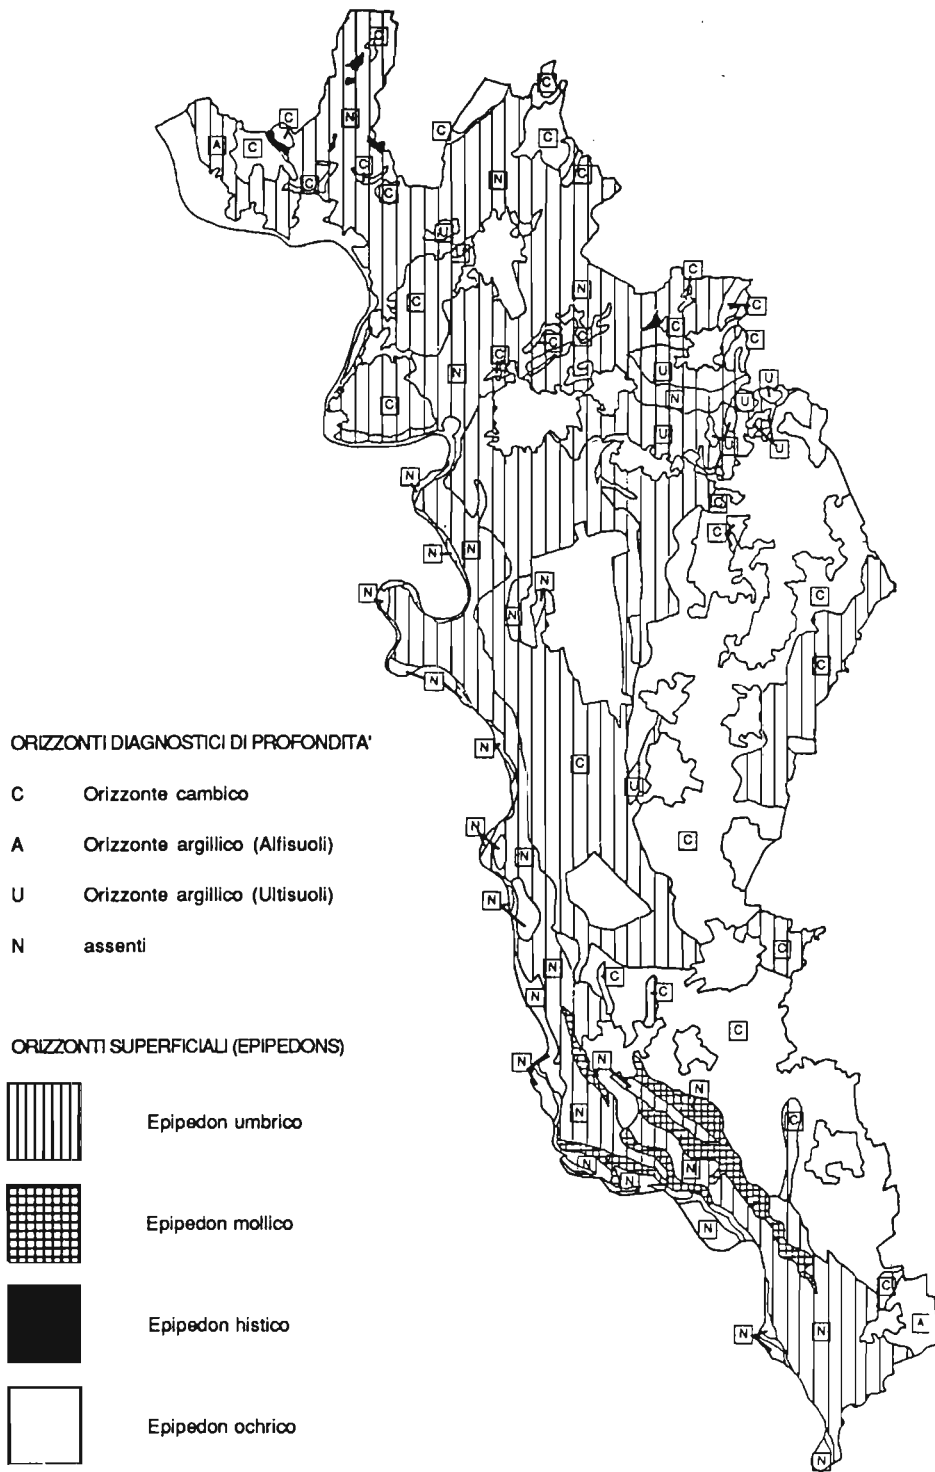 C
C
C
N
C
C
A
C
C
C
N
C
C
U
C
N
C
C
C
C
C
C
C
N
U
U
N
U
C
U
U
U
N
C
C
N
N
N
N
C
N
C
N
N
C
U
N
C
N
N
C
N
C
C
N
C
N
N
N
N
C
N
N
N
N
C
A
N
N
N
ORIZZONTI DIAGNOSTICI DI PROFONDITA'
C Orizzonte cambico
A Orizzonte argillico (Alfisuoli)
U Orizzonte argillico (Ultisuoli)
N assenti
ORIZZONTI SUPERFICIALI (EPIPEDONS)
Epipedon umbrico
Epipedon mollico
Epipedon histico
Epipedon ochrico